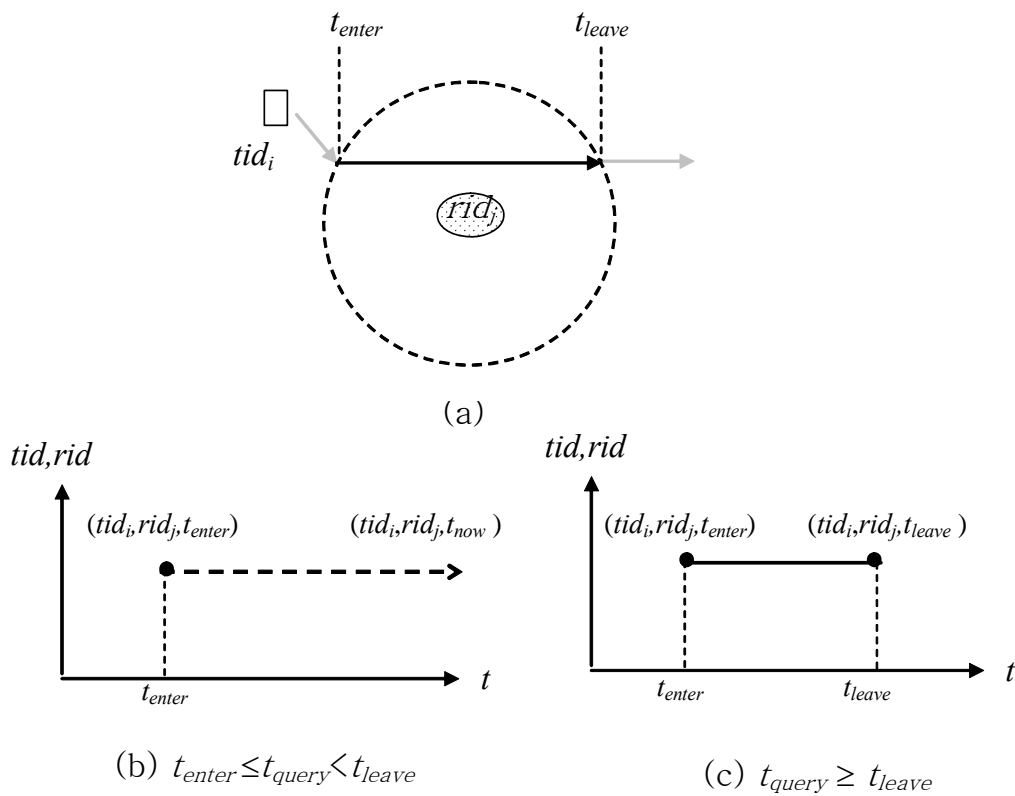 t_enter t_leave
tid_i
rid_j
(a)
tid,rid
(tid_i,rid_j,t_enter) (tid_i,rid_j,t_now )
t_enter
t
(b) t_enter ≤t_query<t_leave
tid,rid
(tid_i,rid_j,t_enter) (tid_i,rid_j,t_leave )
t_enter t_leave
t
(c) t_query ≥ t_leave